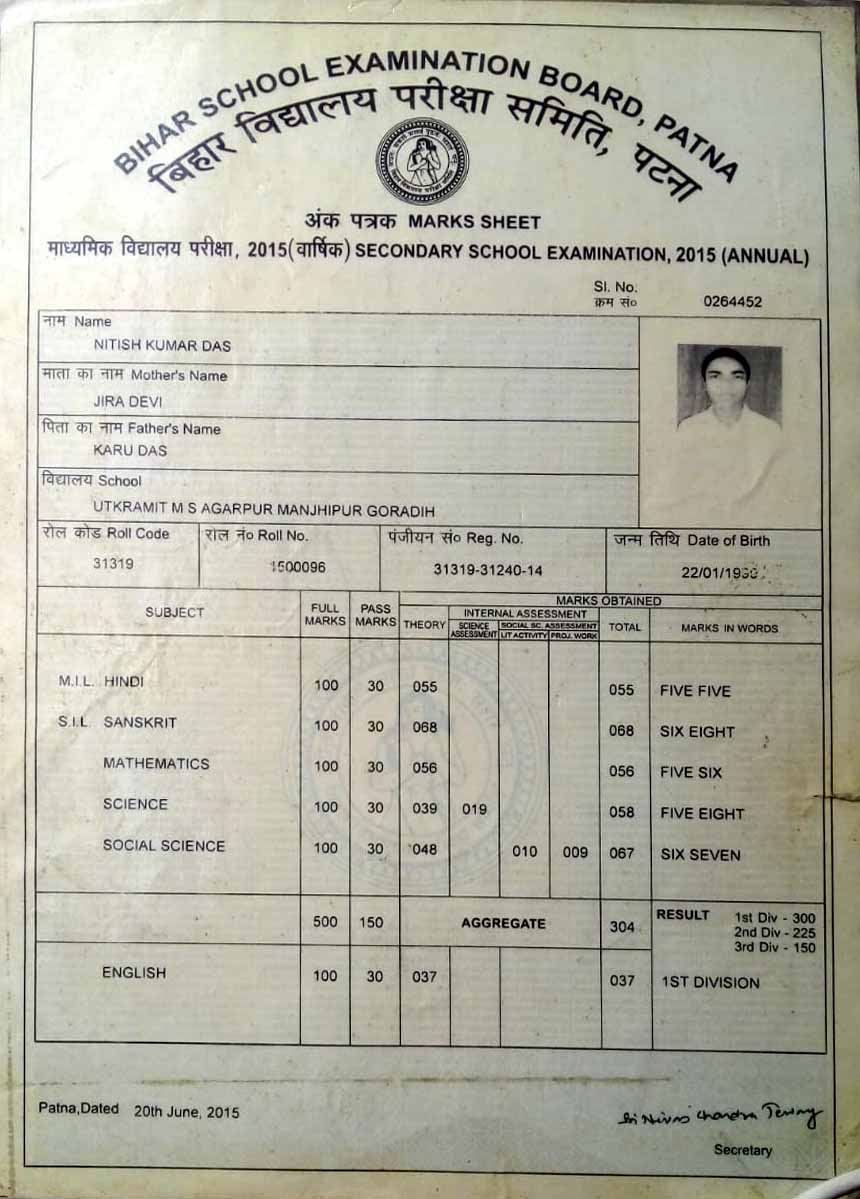 BIHAR SCHOOL EXAMINATION BOARD, PATNA
बिहार विद्यालय परीक्षा समिति, पटना
अंक पत्रक MARKS SHEET
माध्यमिक विद्यालय परीक्षा, 2015(वार्षिक) SECONDARY SCHOOL EXAMINATION, 2015 (ANNUAL)
Sl. No.
क्रम सं० 0264452
नाम Name
NITISH KUMAR DAS
माता का नाम Mother's Name
JIRA DEVI
पिता का नाम Father's Name
KARU DAS
विद्यालय School
UTKRAMIT M S AGARPUR MANJHIPUR GORADIH
रोल कोड Roll Code रोल नं० Roll No. पंजीयन सं० Reg. No. जन्म तिथि Date of Birth
31319 1500096 31319-31240-14 22/01/
SUBJECT FULL MARKS PASS MARKS MARKS OBTAINED
THEORY INTERNAL ASSESSMENT TOTAL MARKS IN WORDS
SCIENCE ASSESSMENT SOCIAL SC. ASSESSMENT
LIT ACTIVITY PROJ. WORK
M.I.L. HINDI 100 30 055 055 FIVE FIVE
S.I.L. SANSKRIT 100 30 068 068 SIX EIGHT
MATHEMATICS 100 30 056 056 FIVE SIX
SCIENCE 100 30 039 019 058 FIVE EIGHT
SOCIAL SCIENCE 100 30 048 010 009 067 SIX SEVEN
500 150 AGGREGATE 304 RESULT 1st Div - 300
2nd Div - 225
3rd Div - 150
ENGLISH 100 30 037 037 1ST DIVISION
Patna,Dated 20th June, 2015
Secretary